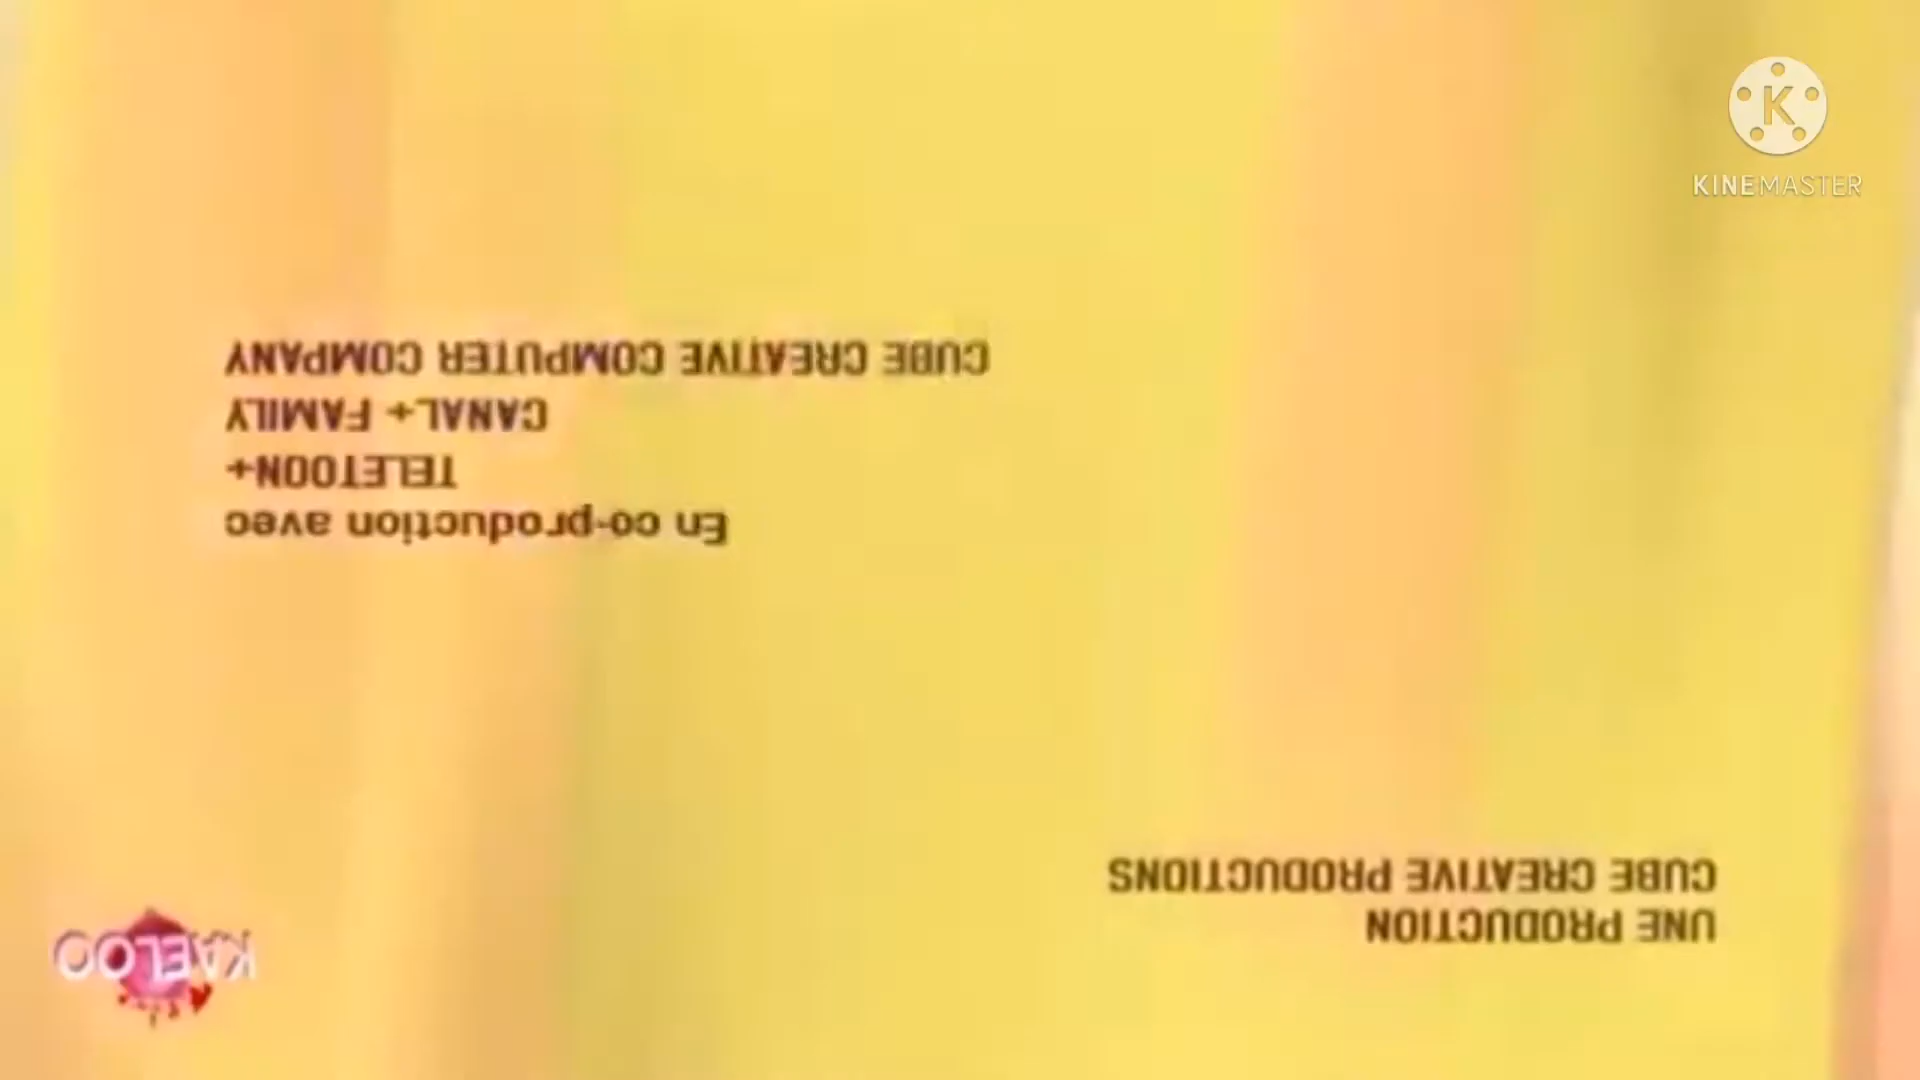 UNE PRODUCTION
CUBE CREATIVE PRODUCTIONS
KAELOO
En co-production avec
TELETOON+
CANAL+ FAMILY
CUBE CREATIVE COMPUTER COMPANY
K
KINEMASTER